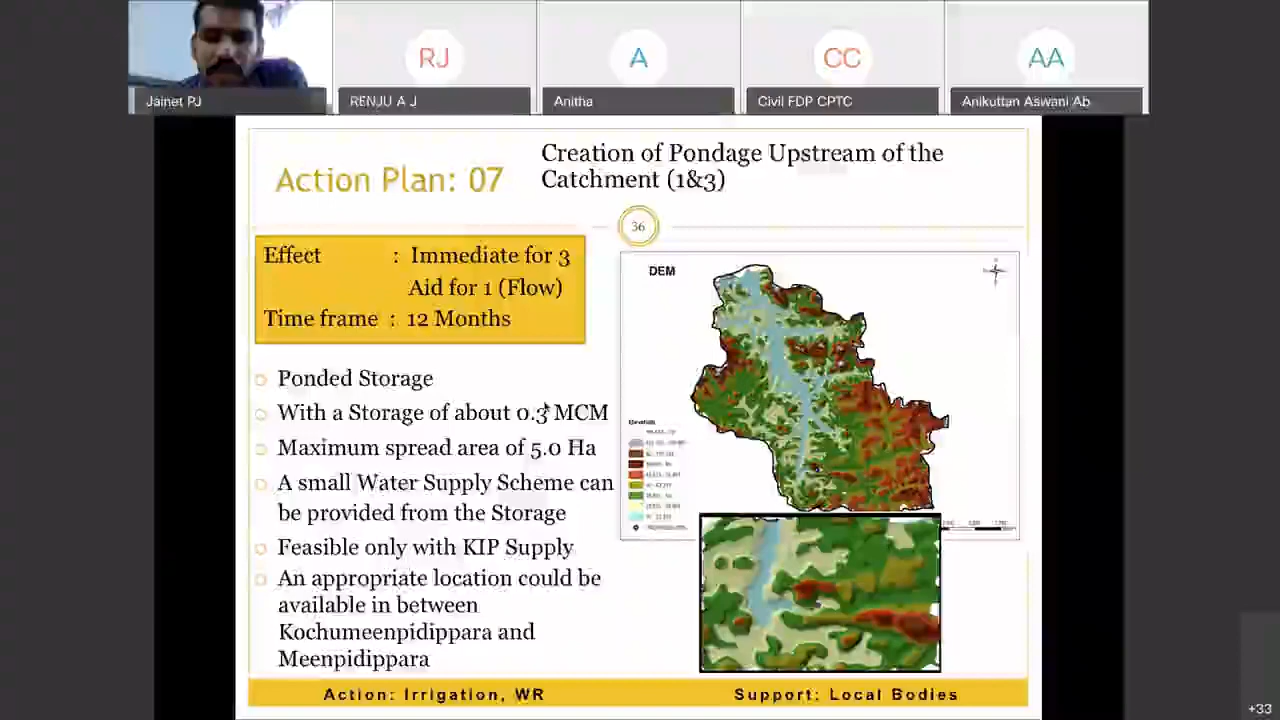 RJ
A
CC
AA
Jainet PJ
RENJU A J
Anitha
Civil FDP CPTC
Anikuttan Aswani Ab
Action Plan: 07
Creation of Pondage Upstream of the
Catchment (1&3)
36
Effect : Immediate for 3
Aid for 1 (Flow)
Time frame : 12 Months
DEM
Ponded Storage
With a Storage of about 0.3 MCM
Maximum spread area of 5.0 Ha
A small Water Supply Scheme can
be provided from the Storage
Feasible only with KIP Supply
An appropriate location could be
available in between
Kochumeenpidippara and
Meenpidippara
Action: Irrigation, WR
Support: Local Bodies
+33